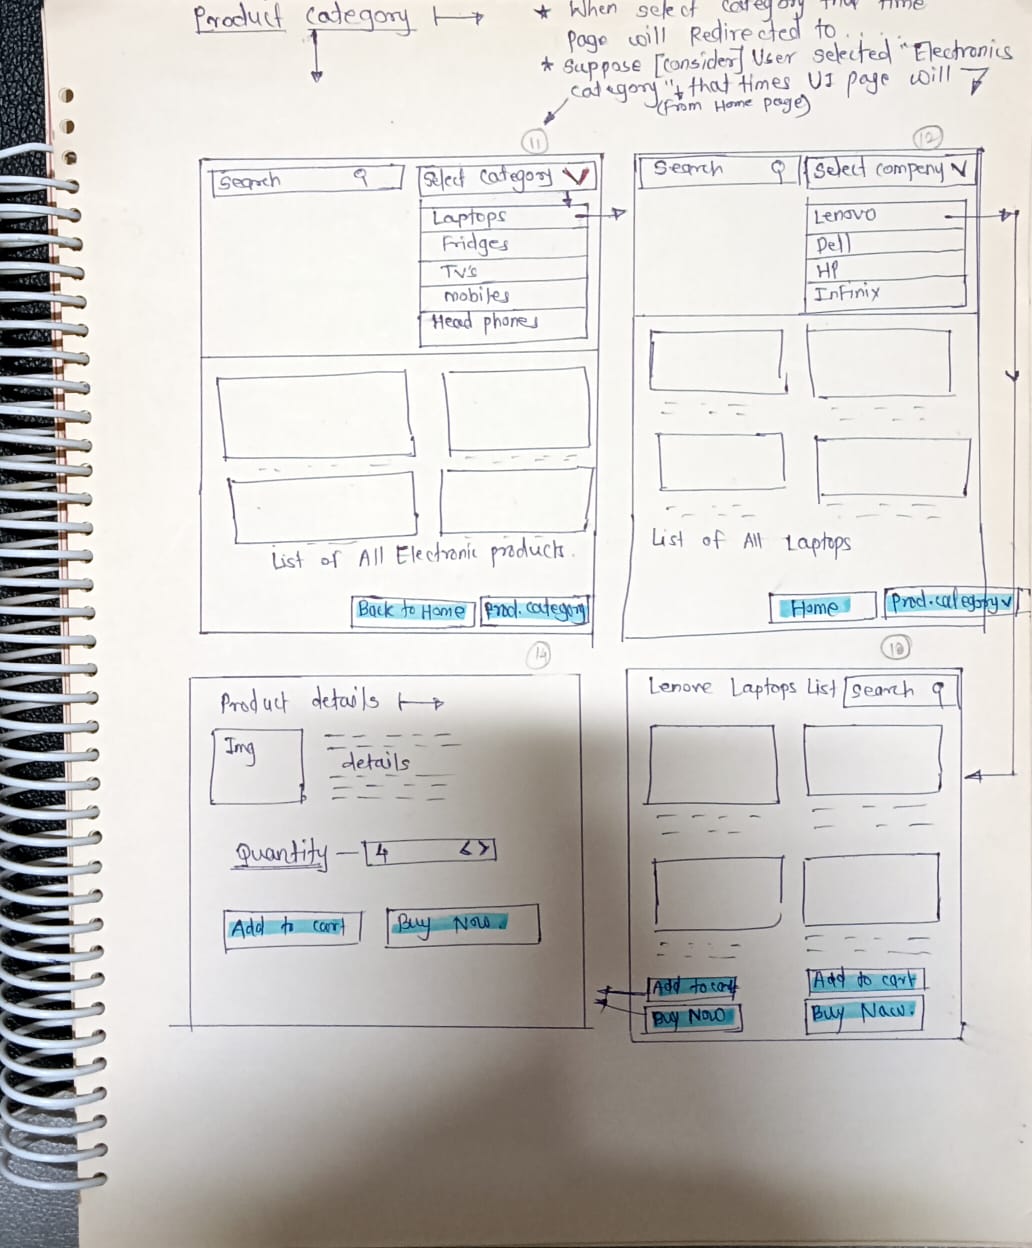 Product Category
* When select category that time
page will Redirected to.....
* Suppose [consider] User selected "Electronics
category", that times UI page will
(From Home page)
11
Search
Select Category
Laptops
Fridges
TV's
mobiles
Head phones
List of All Electronic products.
Back to Home
Prod. category
12
Search
Select compeny
Lenovo
Dell
HP
Infinix
List of All Laptops
Home
Prod. category
14
Product details
Img
details
Quantity - 4 < >
Add to cart
Buy Now.
13
Lenove Laptops List
Search
Add to cart
Buy Now
Add to cart
Buy Now.